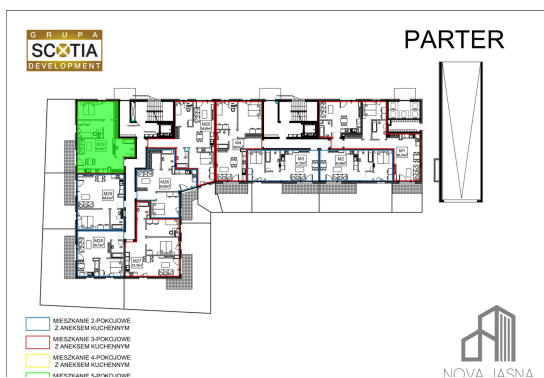 GRUPA
SCOTIA
DEVELOPMENT
PARTER
M25
M30
M4
M3
M2
M1
M26
M29
M28
M27
MIESZKANIE 2-POKOJOWE
Z ANEKSEM KUCHENNYM
MIESZKANIE 3-POKOJOWE
Z ANEKSEM KUCHENNYM
MIESZKANIE 4-POKOJOWE
Z ANEKSEM KUCHENNYM
MIESZKANIE 5-POKOJOWE
NOVA JASNA